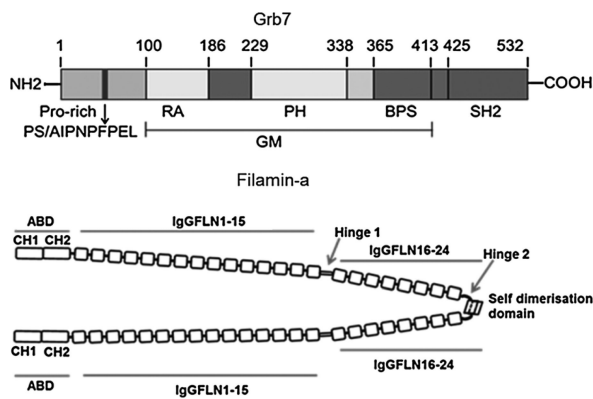 Grb7
1 100 186 229 338 365 413 425 532
NH2 COOH
Pro-rich RA PH BPS SH2
PS/AIPNPFPEL
GM
Filamin-a
ABD IgGFLN1-15
Hinge 1
CH1 CH2 IgGFLN16-24
Hinge 2
Self dimerisation
domain
CH1 CH2
IgGFLN16-24
ABD IgGFLN1-15